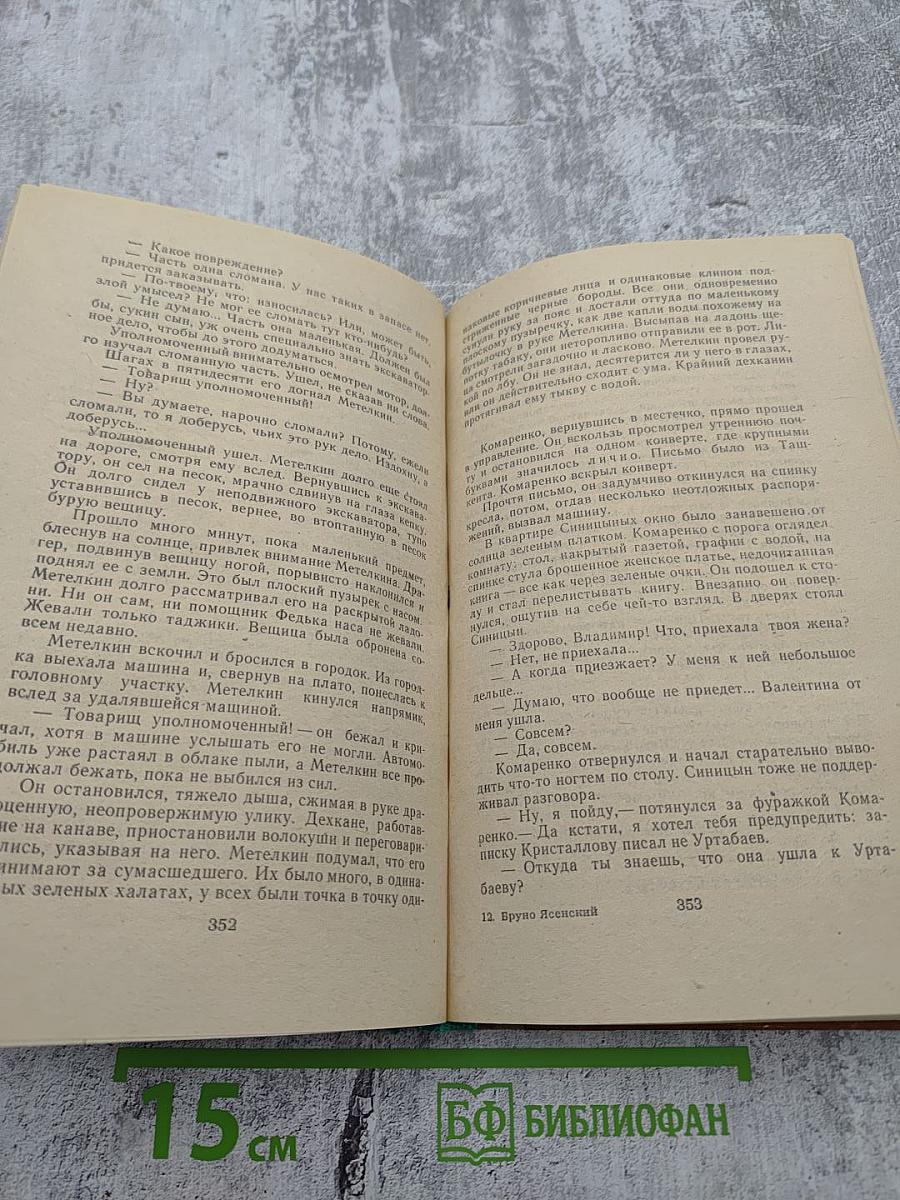 — Какое повреждение?
— Часть одна сломана. У нас таких в запасе нет,
придется заказывать.
— По-твоему, что: износилась? Или, может быть,
злой умысел? Не мог ее сломать тут кто-нибудь?
— Не думаю... Часть она маленькая. Должен был
бы, сукин сын, уж очень специально знать экскаватор-
ное дело, чтобы до этого додуматься.
Уполномоченный внимательно осмотрел мотор, дол-
го изучал сломанную часть. Ушел, не сказав ни слова.
Шагах в пятидесяти его догнал Метелкин.
— Товарищ уполномоченный!
— Ну?
— Вы думаете, нарочно сломали? Потому, ежели
сломали, то я доберусь, чьих это рук дело. Издохну, а
доберусь...
Уполномоченный ушел. Метелкин долго еще стоял
на дороге, смотря ему вслед. Вернувшись к экскава-
тору, он сел на песок, мрачно сдвинув на глаза кепку.
Он долго сидел у неподвижного экскаватора, тупо
уставившись в песок, вернее, во втоптанную в песок
бурую вещицу.
Прошло много минут, пока маленький предмет,
блеснув на солнце, привлек внимание Метелкина. Дра-
гер, подвинув вещицу ногой, порывисто наклонился и
поднял ее с земли. Это был плоский пузырек с насом.
Метелкин долго рассматривал его на раскрытой ладо-
ни. Ни он сам, ни помощник Федька наса не жевали.
Жевали только таджики. Вещица была обронена со-
всем недавно.
Метелкин вскочил и бросился в городок. Из город-
ка выехала машина и, свернув на плато, понеслась к
головному участку. Метелкин кинулся напрямик,
вслед за удалявшейся машиной.
— Товарищ уполномоченный! — он бежал и кри-
чал, хотя в машине услышать его не могли. Автомо-
биль уже растаял в облаке пыли, а Метелкин все про-
должал бежать, пока не выбился из сил.
Он остановился, тяжело дыша, сжимая в руке дра-
оценную, неопровержимую улику. Дехкане, работав-
ие на канаве, приостановили волокуши и переговари-
лись, указывая на него. Метелкин подумал, что его
инимают за сумасшедшего. Их было много, в одина-
ых зеленых халатах, у всех были точка в точку оди-
352
наковые коричневые лица и одинаковые клином под-
стриженные черные бороды. Все они, одновременно
сунули руку за пояс и достали оттуда по маленькому
плоскому пузыречку, как две капли воды похожему на
бутылочку в руке Метелкина. Высыпав на ладонь ще-
потку табаку, они неторопливо отправили ее в рот. Ли-
ца смотрели загадочно и ласково. Метелкин провел ру-
кой по лбу. Он не знал, десятерится ли у него в глазах,
или он действительно сходит с ума. Крайний дехканин
протягивал ему тыкву с водой.
Комаренко, вернувшись в местечко, прямо прошел
в управление. Он вскользь просмотрел утреннюю поч-
ту и остановился на одном конверте, где крупными
буквами значилось лично. Письмо было из Таш-
кента. Комаренко вскрыл конверт.
Прочтя письмо, он задумчиво откинулся на спинку
кресла, потом, отдав несколько неотложных распоря-
жений, вызвал машину.
В квартире Синицыных окно было занавешено от
солнца зеленым платком. Комаренко с порога оглядел
комнату; стол, накрытый газетой, графин с водой, на
спинке стула брошенное женское платье, недочитанная
книга — все как через зеленые очки. Он подошел к сто-
лу и стал перелистывать книгу. Внезапно он повер-
нулся, ощутив на себе чей-то взгляд. В дверях стоял
Синицын.
— Здорово, Владимир! Что, приехала твоя жена?
— Нет, не приехала...
— А когда приезжает? У меня к ней небольшое
дельце...
— Думаю, что вообще не приедет... Валентина от
меня ушла.
— Совсем?
— Да, совсем.
Комаренко отвернулся и начал старательно выво-
дить что-то ногтем по столу. Синицын тоже не поддер-
живал разговора.
— Ну, я пойду,— потянулся за фуражкой Кома-
ренко.— Да кстати, я хотел тебя предупредить: за-
писку Кристаллову писал не Уртабаев.
— Откуда ты знаешь, что она ушла к Урта-
баеву?
12. Бруно Ясенский
353
15 см
БФ БИБЛИОФАН